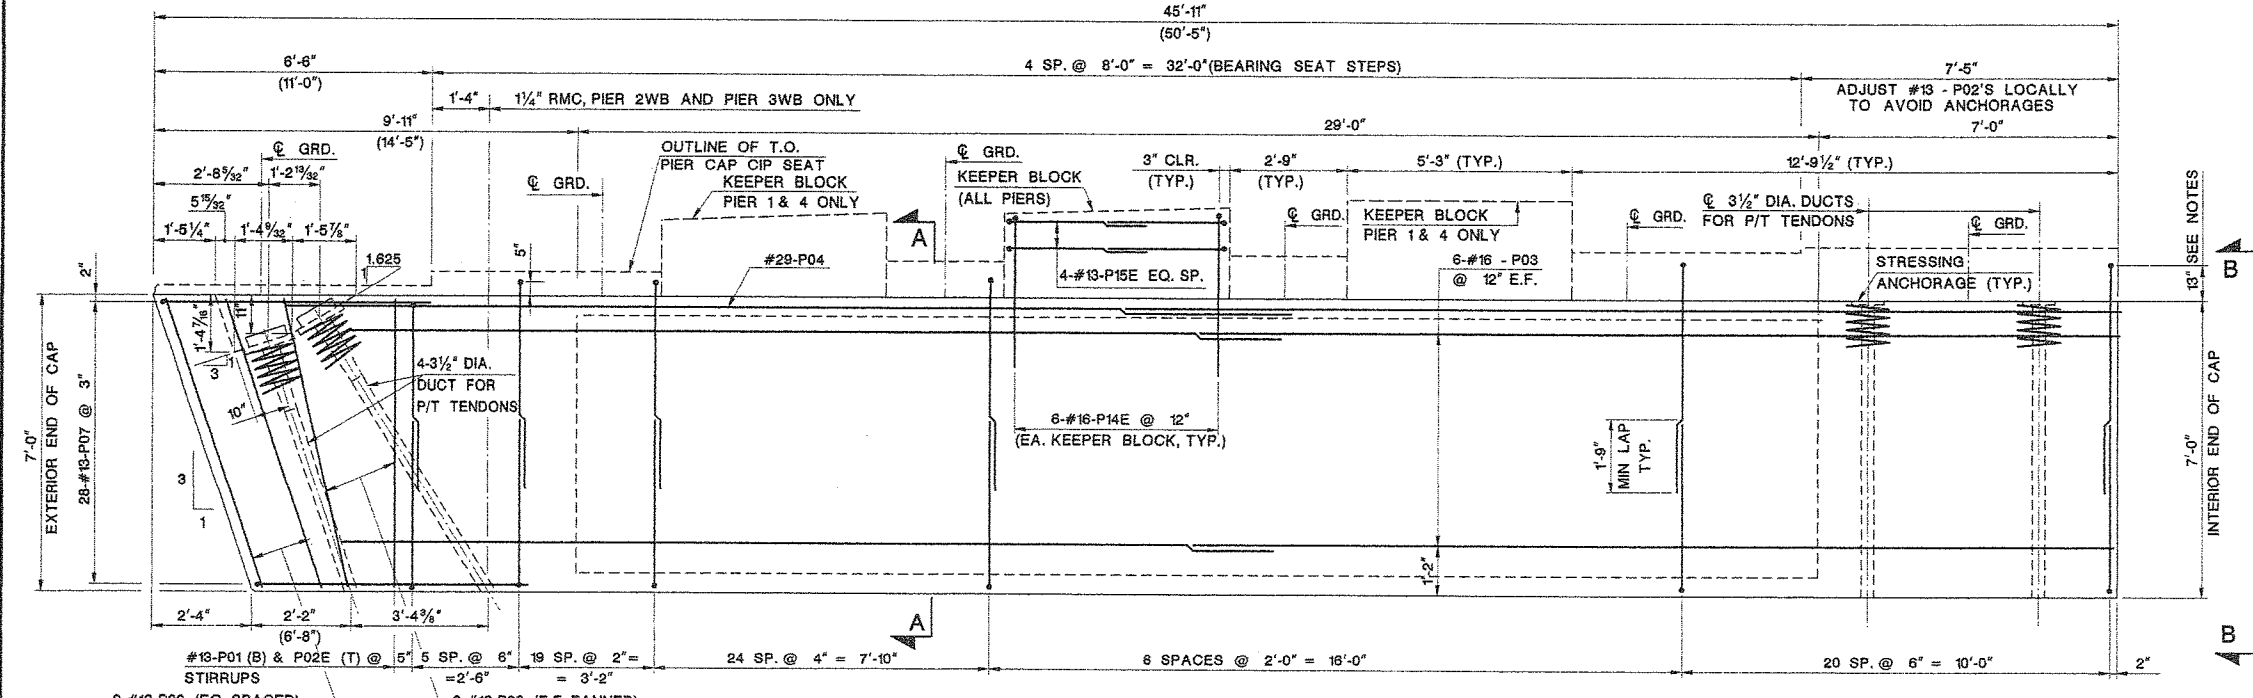 45'-11"
(50'-5")
6'-6"
(11'-0")
4 SP. @ 8'-0" = 32'-0"(BEARING SEAT STEPS)
7'-5"
ADJUST #13 - P02'S LOCALLY
TO AVOID ANCHORAGES
1'-4"
1¼" RMC, PIER 2WB AND PIER 3WB ONLY
9'-11"
(14'-5")
29'-0"
7'-0"
℄ GRD.
2'-8 5/32"
1'-2 13/32"
5 15/32"
1'-5¼"
1'-4 9/32"
1'-5⅞"
℄ GRD.
OUTLINE OF T.O.
PIER CAP CIP SEAT
KEEPER BLOCK
PIER 1 & 4 ONLY
℄ GRD.
KEEPER BLOCK
(ALL PIERS)
3" CLR.
(TYP.)
2'-9"
(TYP.)
5'-3" (TYP.)
12'-9½" (TYP.)
℄ GRD.
KEEPER BLOCK
PIER 1 & 4 ONLY
℄ GRD.
℄ 3½" DIA. DUCTS
FOR P/T TENDONS
℄ GRD.
13" SEE NOTES
A
B
2"
1.625
1
5"
#29-P04
4-#13-P15E EQ. SP.
6-#16 - P03
@ 12" E.F.
STRESSING
ANCHORAGE (TYP.)
1'-4 7/16"
11"
3
1
10"
4-3½" DIA.
DUCT FOR
P/T TENDONS
6-#16-P14E @ 12"
(EA. KEEPER BLOCK, TYP.)
1'-9"
MIN LAP
TYP.
7'-0"
EXTERIOR END OF CAP
28-#13-P07 @ 3"
3
1
7'-0"
INTERIOR END OF CAP
1'-2"
2'-4"
2'-2"
(6'-8")
3'-4⅜"
A
B
#13-P01 (B) & P02E (T) @
STIRRUPS
5"
5 SP. @ 6"
=2'-6"
19 SP. @ 2"=
= 3'-2"
24 SP. @ 4" = 7'-10"
6 SPACES @ 2'-0" = 16'-0"
20 SP. @ 6" = 10'-0"
2"